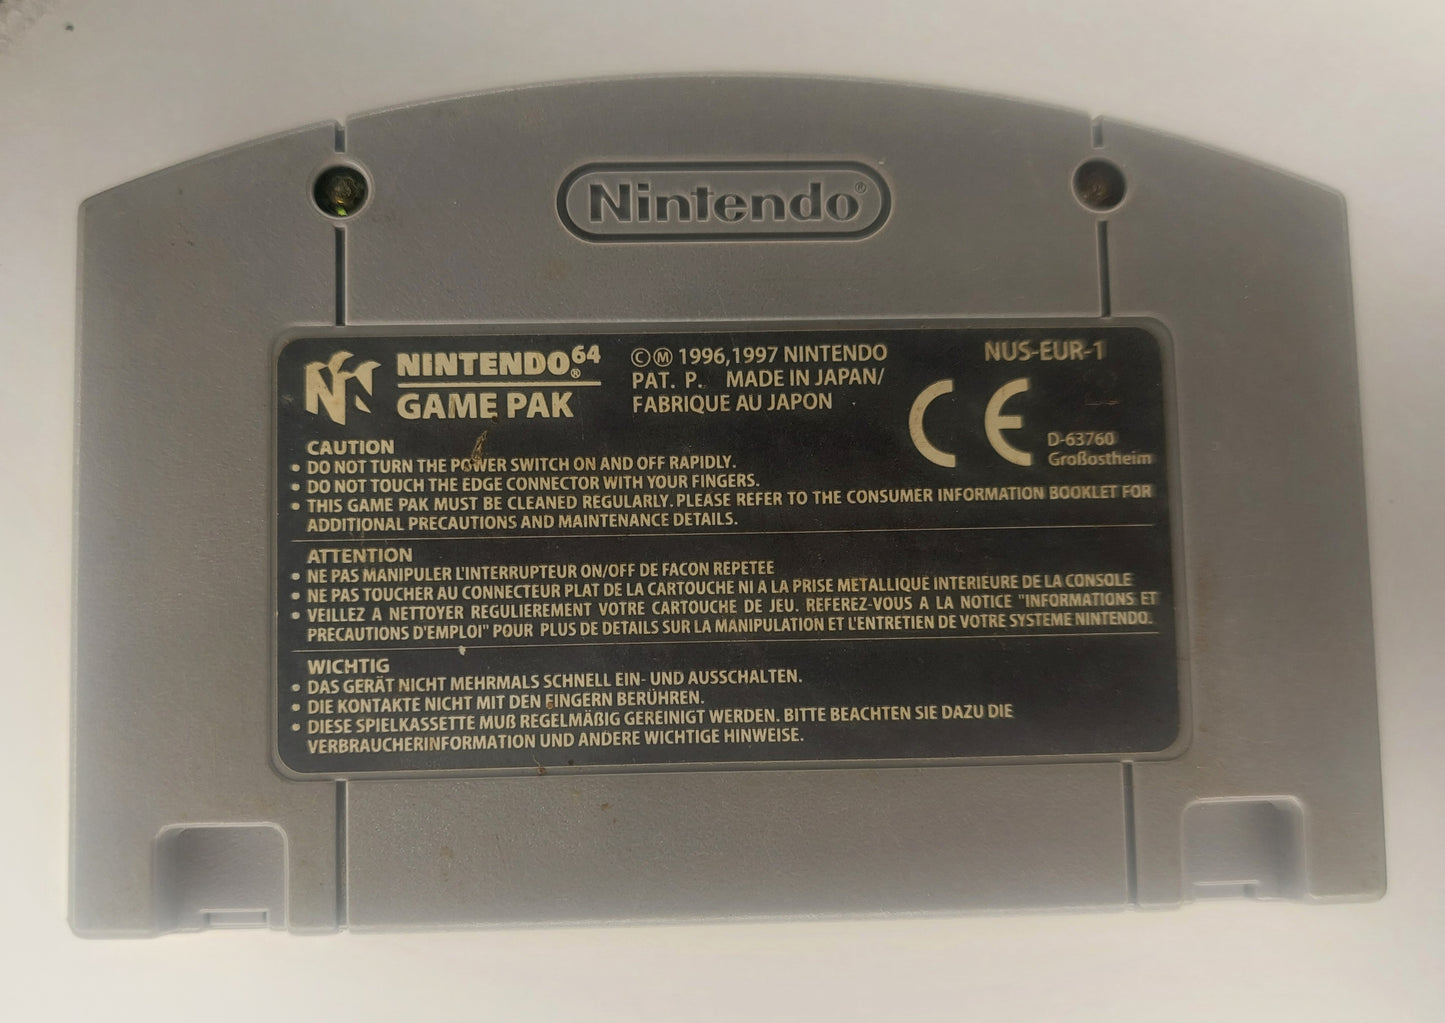 Nintendo®
NINTENDO⁶⁴®
GAME PAK
©Ⓜ 1996,1997 NINTENDO
PAT. P. MADE IN JAPAN/
FABRIQUE AU JAPON
NUS-EUR-1
CE
D-63760
Großostheim
CAUTION
• DO NOT TURN THE POWER SWITCH ON AND OFF RAPIDLY.
• DO NOT TOUCH THE EDGE CONNECTOR WITH YOUR FINGERS.
• THIS GAME PAK MUST BE CLEANED REGULARLY. PLEASE REFER TO THE CONSUMER INFORMATION BOOKLET FOR
ADDITIONAL PRECAUTIONS AND MAINTENANCE DETAILS.
ATTENTION
• NE PAS MANIPULER L'INTERRUPTEUR ON/OFF DE FACON REPETEE
• NE PAS TOUCHER AU CONNECTEUR PLAT DE LA CARTOUCHE NI A LA PRISE METALLIQUE INTERIEURE DE LA CONSOLE
• VEILLEZ A NETTOYER REGULIEREMENT VOTRE CARTOUCHE DE JEU. REFEREZ-VOUS A LA NOTICE "INFORMATIONS ET
PRECAUTIONS D'EMPLOI" POUR PLUS DE DETAILS SUR LA MANIPULATION ET L'ENTRETIEN DE VOTRE SYSTEME NINTENDO.
WICHTIG
• DAS GERÄT NICHT MEHRMALS SCHNELL EIN- UND AUSSCHALTEN.
• DIE KONTAKTE NICHT MIT DEN FINGERN BERÜHREN.
• DIESE SPIELKASSETTE MUß REGELMÄßIG GEREINIGT WERDEN. BITTE BEACHTEN SIE DAZU DIE
VERBRAUCHERINFORMATION UND ANDERE WICHTIGE HINWEISE.